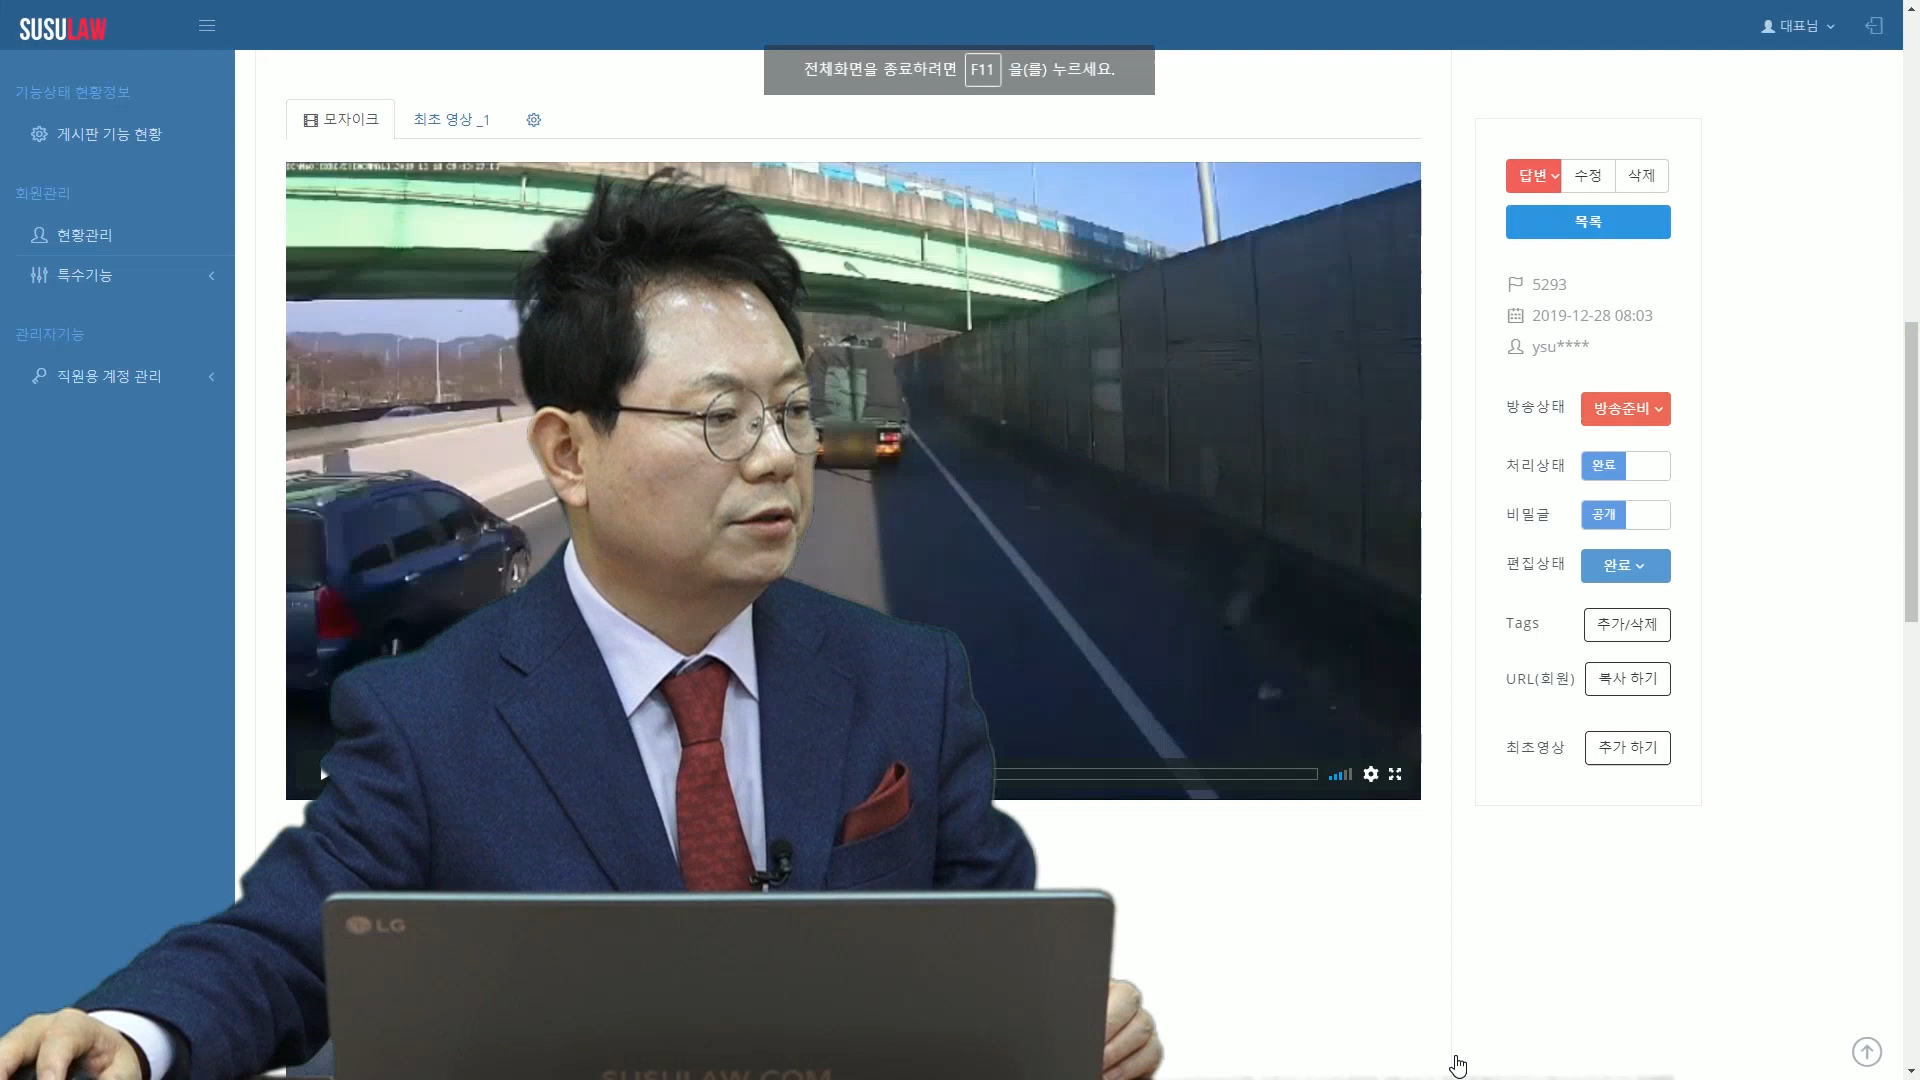 SUSULAW
대표님
전체화면을 종료하려면 F11 을(를) 누르세요.
기능상태 현황정보
게시판 기능 현황
회원관리
현황관리
특수기능
관리자기능
직원용 계정 관리
모자이크
최초 영상 _1
답변 수정 삭제
목록
5293
2019-12-28 08:03
ysu****
방송상태 방송준비
처리상태 완료
비밀글 공개
편집상태 완료
Tags 추가/삭제
URL(회원) 복사 하기
최초영상 추가 하기
LG
SUSULAW.COM